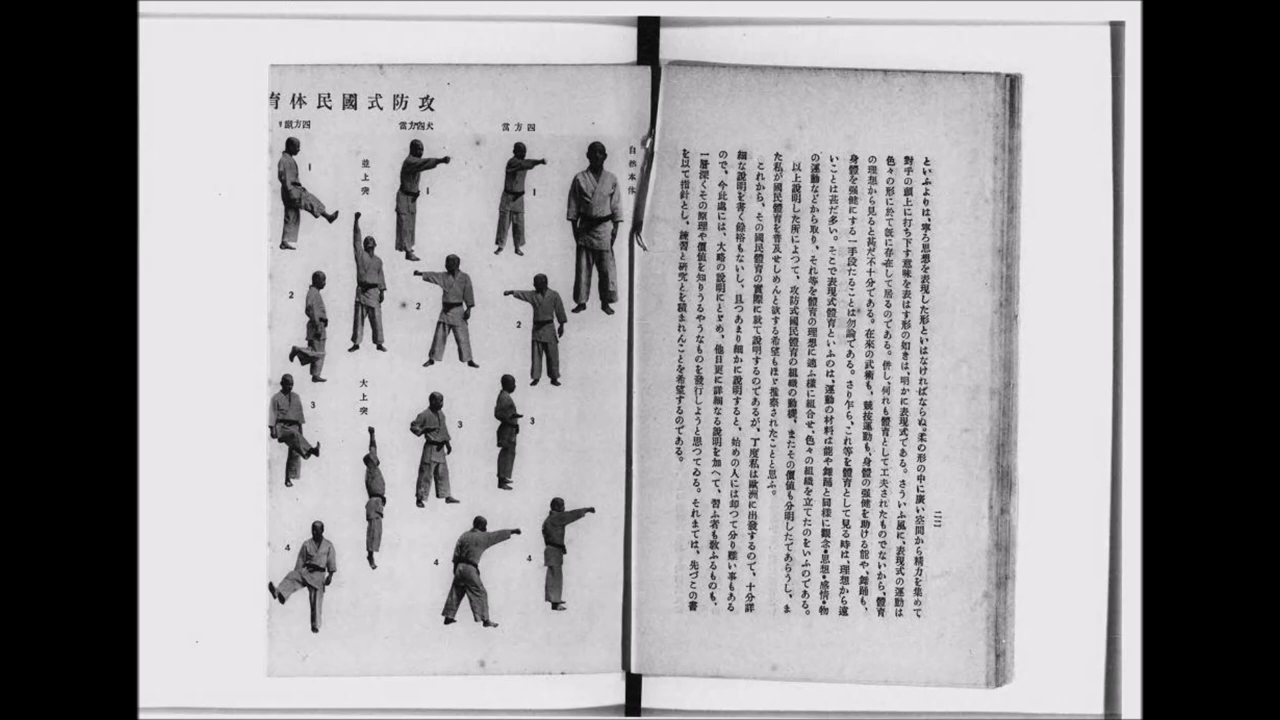 といふよりは、寧ろ思想を表現した形といはなければならぬ。柔の形の中に廣い空間から精力を集めて
對手の頭上に打ち下す意味を表はす形の如きは、明かに表現式である。さういふ風に、表現式の運動は
色々の形に於て既に存在して居るのである。併し、何れも體育として工夫されたものでないから、體育
の理想から見ると甚だ不十分である。在來の武術も、競技運動も、身體の强健を助ける能や、舞踊も、
身體を强健にする一手段たることは勿論である。さり乍ら、これ等を體育として見る時は、理想から遠
いことは甚だ多い。そこで表現式體育といふのは、運動の材料は能や舞踊と同樣に觀念・思想・感情・物
の運動などから取り、それ等を體育の理想に適ふ樣に組合せ、色々の組織を立てたのをいふのである。
以上說明した所によつて、攻防式國民體育の組織の動機、またその價値も分明したであらうし、ま
た私が國民體育を普及せしめんと欲する希望もほゞ推察されたことと思ふ。
これから、その國民體育の實際に就て說明するのであるが、丁度私は歐洲に出發するので、十分詳
細な說明を書く餘裕もないし、且つあまり細かに說明すると、始めの人には却つて分り難い事もある
ので、今此處には、大略の說明にとゞめ、他日更に詳細なる說明を加へて、習ふ者も敎ふるものも、
一層深くその原理や價値を知りうるやうなものを發行しようと思つてゐる。それまでは、先づこの書
を以て指針とし、練習と硏究とを積まれんことを希望するのである。
攻防式國民体育
自然本体
四方當
1
2
3
4
大四方當
1
2
3
4
並上突
大上突
四方蹴
1
2
3
4